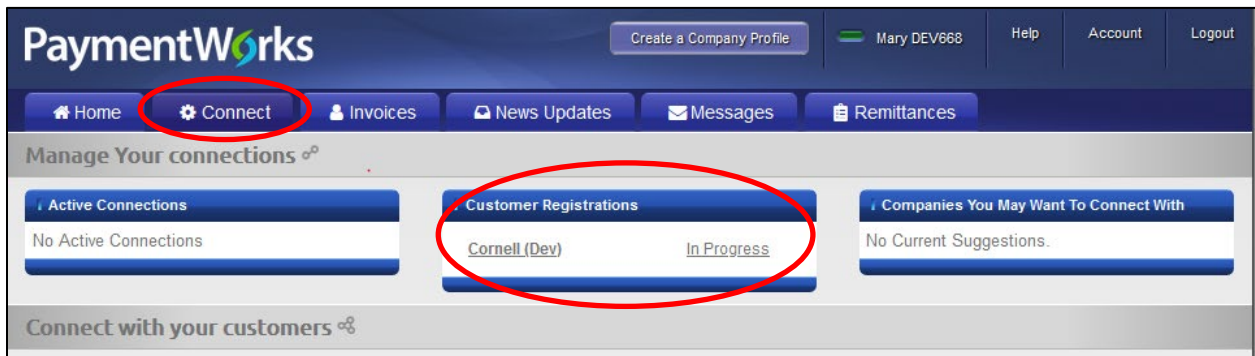 PaymentWorks
Create a Company Profile
Mary DEV668
Help
Account
Logout
Home
Connect
Invoices
News Updates
Messages
Remittances
Manage Your connections
Active Connections
No Active Connections
Customer Registrations
Cornell (Dev) In Progress
Companies You May Want To Connect With
No Current Suggestions.
Connect with your customers